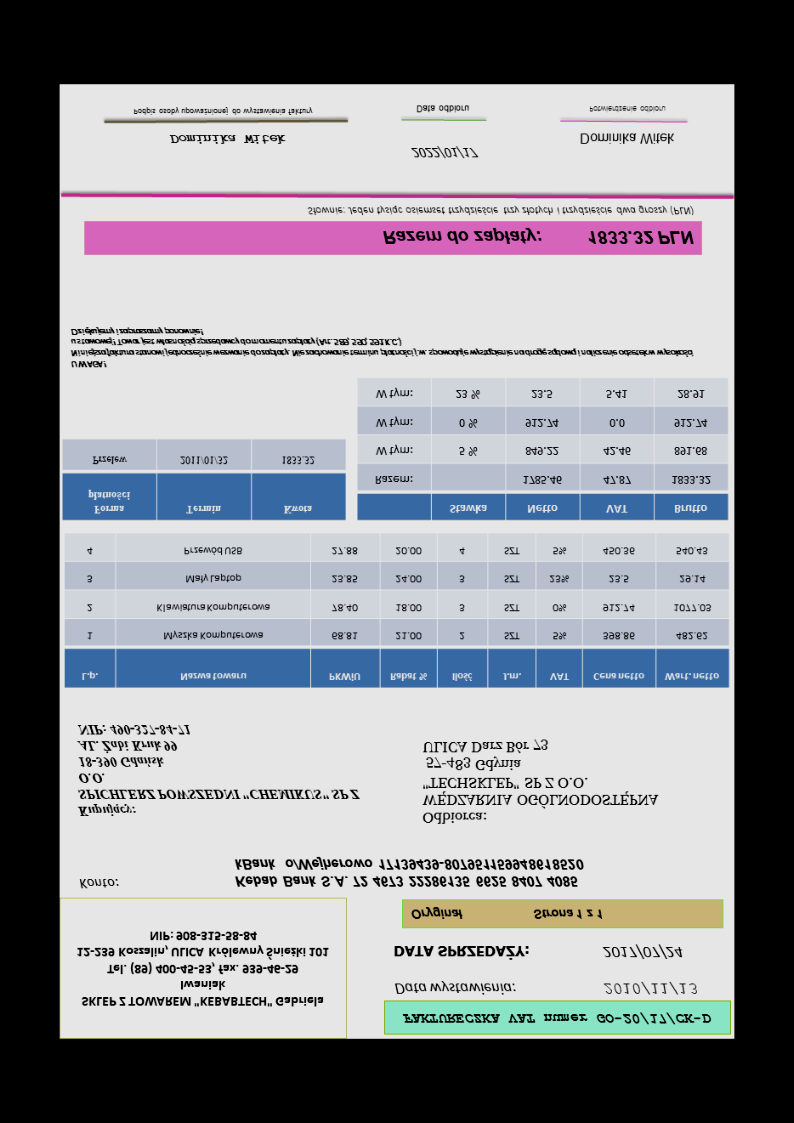 FAKTURECZKA VAT numer GO-20/17/CK-D
SKLEP Z TOWAREM "KEBABTECH" Gabriela
Iwaniak
Tel. (89) 400-45-53, fax. 939-46-29
12-239 Koszalin, ULICA Królewny Śnieżki 101
NIP: 908-315-58-84
Data wystawienia: 2010/11/13
DATA SPRZEDAŻY: 2017/07/24
Oryginał Strona 1 z 1
Konto: Kebab Bank S.A. 72 4673 22286135 6625 8407 4085
kBank o/Wejherowo 17139439-807951159948618520
Kupujący:
SPICHLERZ POWSZEDNI "CHEMIKUS" SP Z
O.O.
18-390 Gdańsk
AL. Żabi Kruk 99
NIP: 490-327-84-71
Odbiorca:
WĘDZARNIA OGÓLNODOSTĘPNA
"TECHSKLEP" SP Z O.O.
57-483 Gdynia
ULICA Darz Bór 73
L.p. Nazwa towaru PKWiU Rabat % Ilość J.m. VAT Cena netto Wart. netto
1 Myszka Komputerowa 68.81 21.00 2 SZT 5% 398.86 482.62
2 Klawiatura Komputerowa 78.40 18.00 3 SZT 0% 912.74 1077.03
3 Mały Laptop 23.85 24.00 3 SZT 23% 23.5 29.14
4 Przewód USB 27.88 20.00 4 SZT 5% 450.36 540.43
Forma płatności Termin Kwota
Przelew 2011/01/32 1833.32
Stawka Netto VAT Brutto
Razem: 1785.46 47.87 1833.32
W tym: 5 % 849.22 42.46 891.68
W tym: 0 % 912.74 0.0 912.74
W tym: 23 % 23.5 5.41 28.91
UWAGA!
Niniejsza faktura stanowi jednocześnie wezwanie do zapłaty. Nie zachowanie terminu płatności j.w. spowoduje wystąpienie na drogę sądową i naliczenie odsetek w wysokości
ustawowej! Towar jest własnością sprzedawcy do momentu zapłaty (Art. 589, 590, 591 K.C.)
Dziękujemy i zapraszamy ponownie!
Razem do zapłaty: 1833.32 PLN
Słownie: Jeden tysiąc osiemset trzydzieście trzy złotych i trzydzieście dwa groszy (PLN)
Dominika Witek
Podpis osoby upoważnionej do wystawienia faktury
2022/01/17
Data odbioru
Dominika Witek
Potwierdzenie odbioru